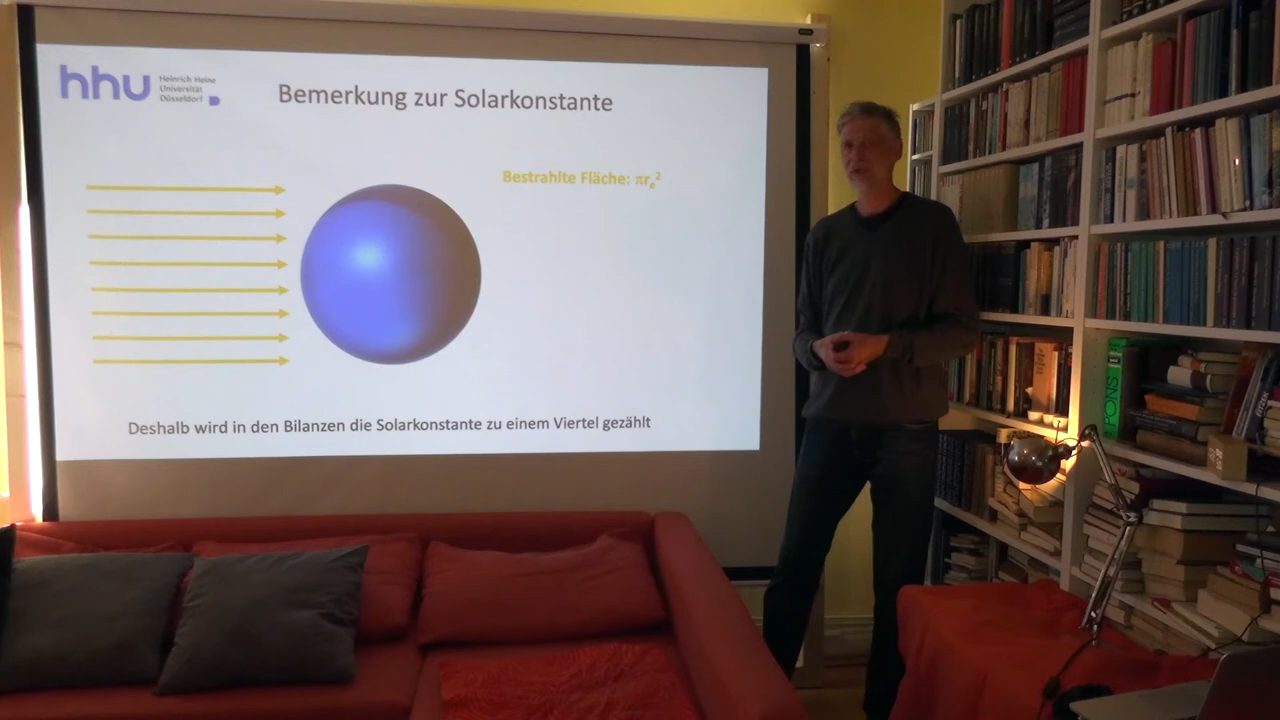 hhu
Heinrich Heine
Universität
Düsseldorf
Bemerkung zur Solarkonstante
Bestrahlte Fläche: πrₑ²
Deshalb wird in den Bilanzen die Solarkonstante zu einem Viertel gezählt
PONS